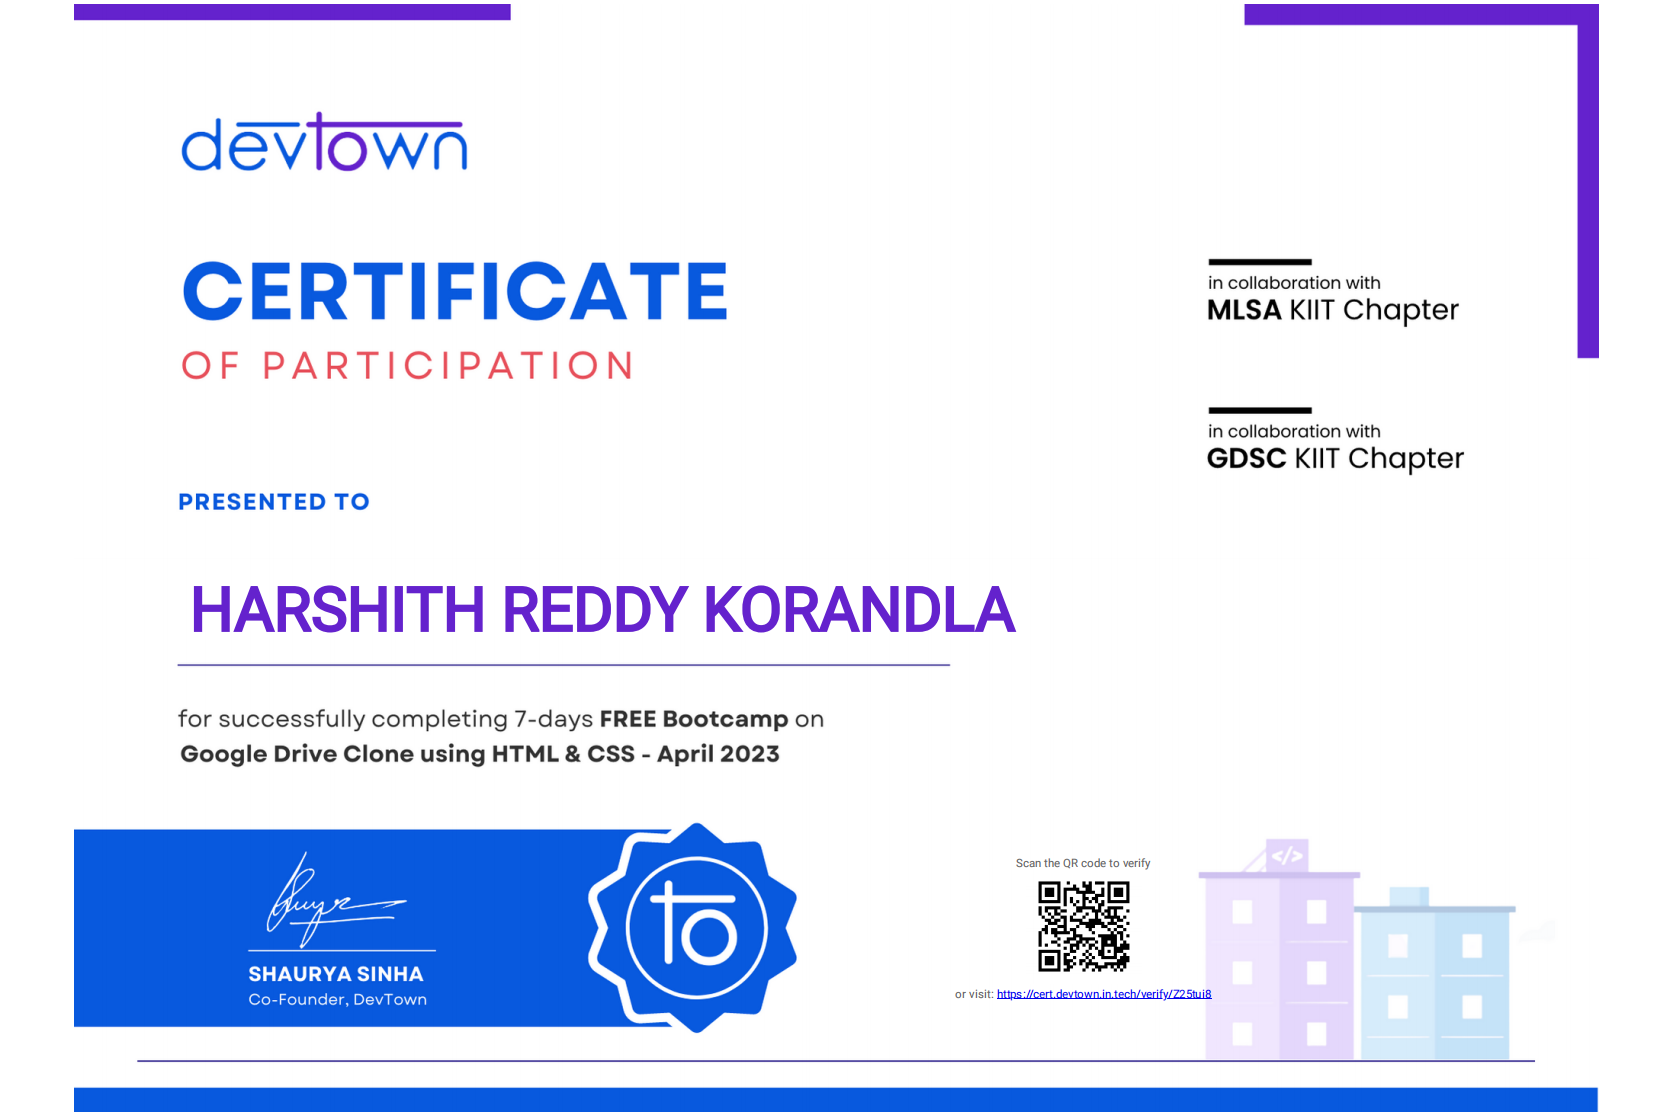 devtown
CERTIFICATE
OF PARTICIPATION
in collaboration with
MLSA KIIT Chapter
in collaboration with
GDSC KIIT Chapter
PRESENTED TO
HARSHITH REDDY KORANDLA
for successfully completing 7-days FREE Bootcamp on
Google Drive Clone using HTML & CSS - April 2023
SHAURYA SINHA
Co-Founder, DevTown
to
Scan the QR code to verify
or visit: https://cert.devtown.in.tech/verify/Z25tui8
</>